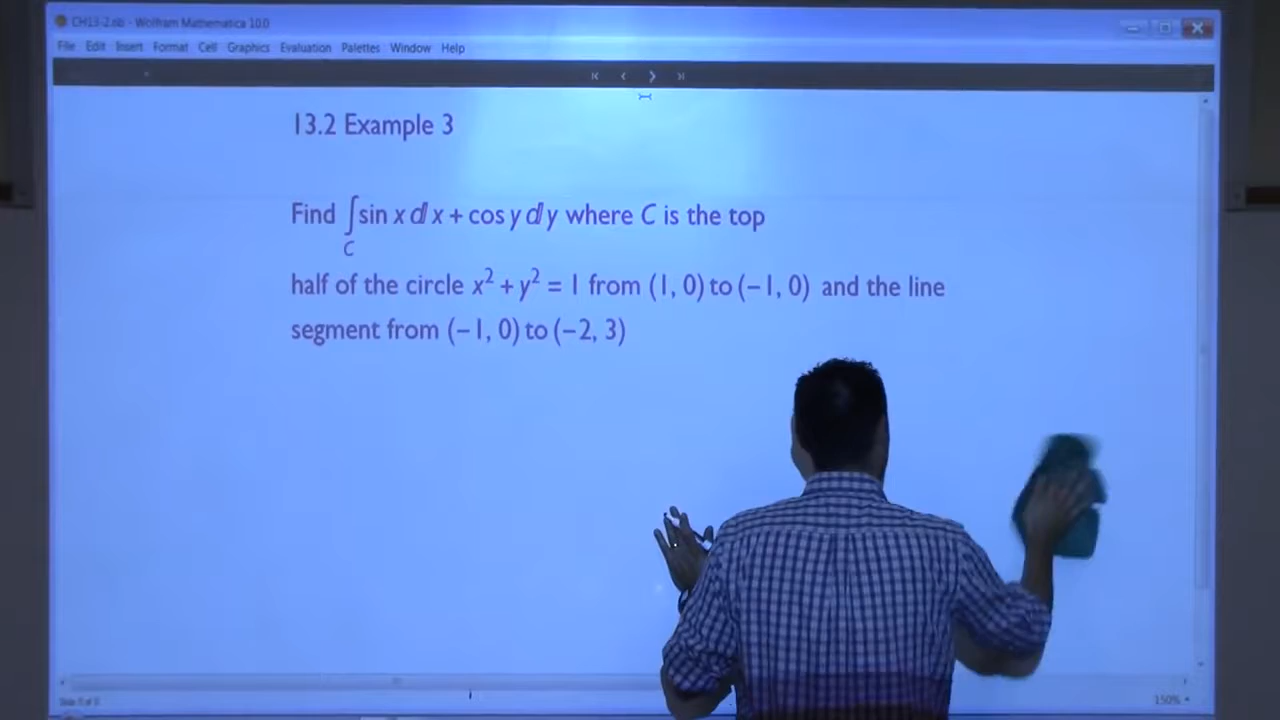 CH13-2.nb - Wolfram Mathematica 10.0
File Edit Insert Format Cell Graphics Evaluation Palettes Window Help
13.2 Example 3
Find ∫_C sin x ⅆx + cos y ⅆy where C is the top
half of the circle x² + y² = 1 from (1, 0) to (−1, 0) and the line
segment from (−1, 0) to (−2, 3)
150%